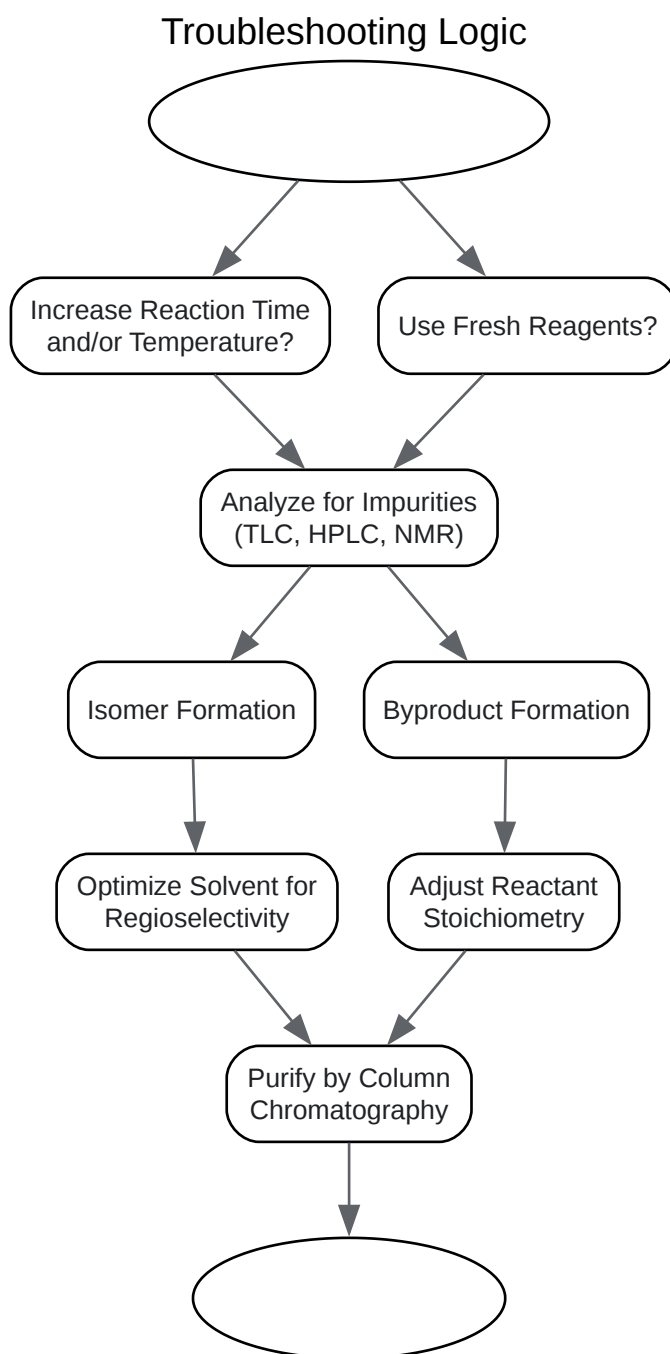 Troubleshooting Logic
Increase Reaction Time
and/or Temperature?
Use Fresh Reagents?
Analyze for Impurities
(TLC, HPLC, NMR)
Isomer Formation
Byproduct Formation
Optimize Solvent for
Regioselectivity
Adjust Reactant
Stoichiometry
Purify by Column
Chromatography